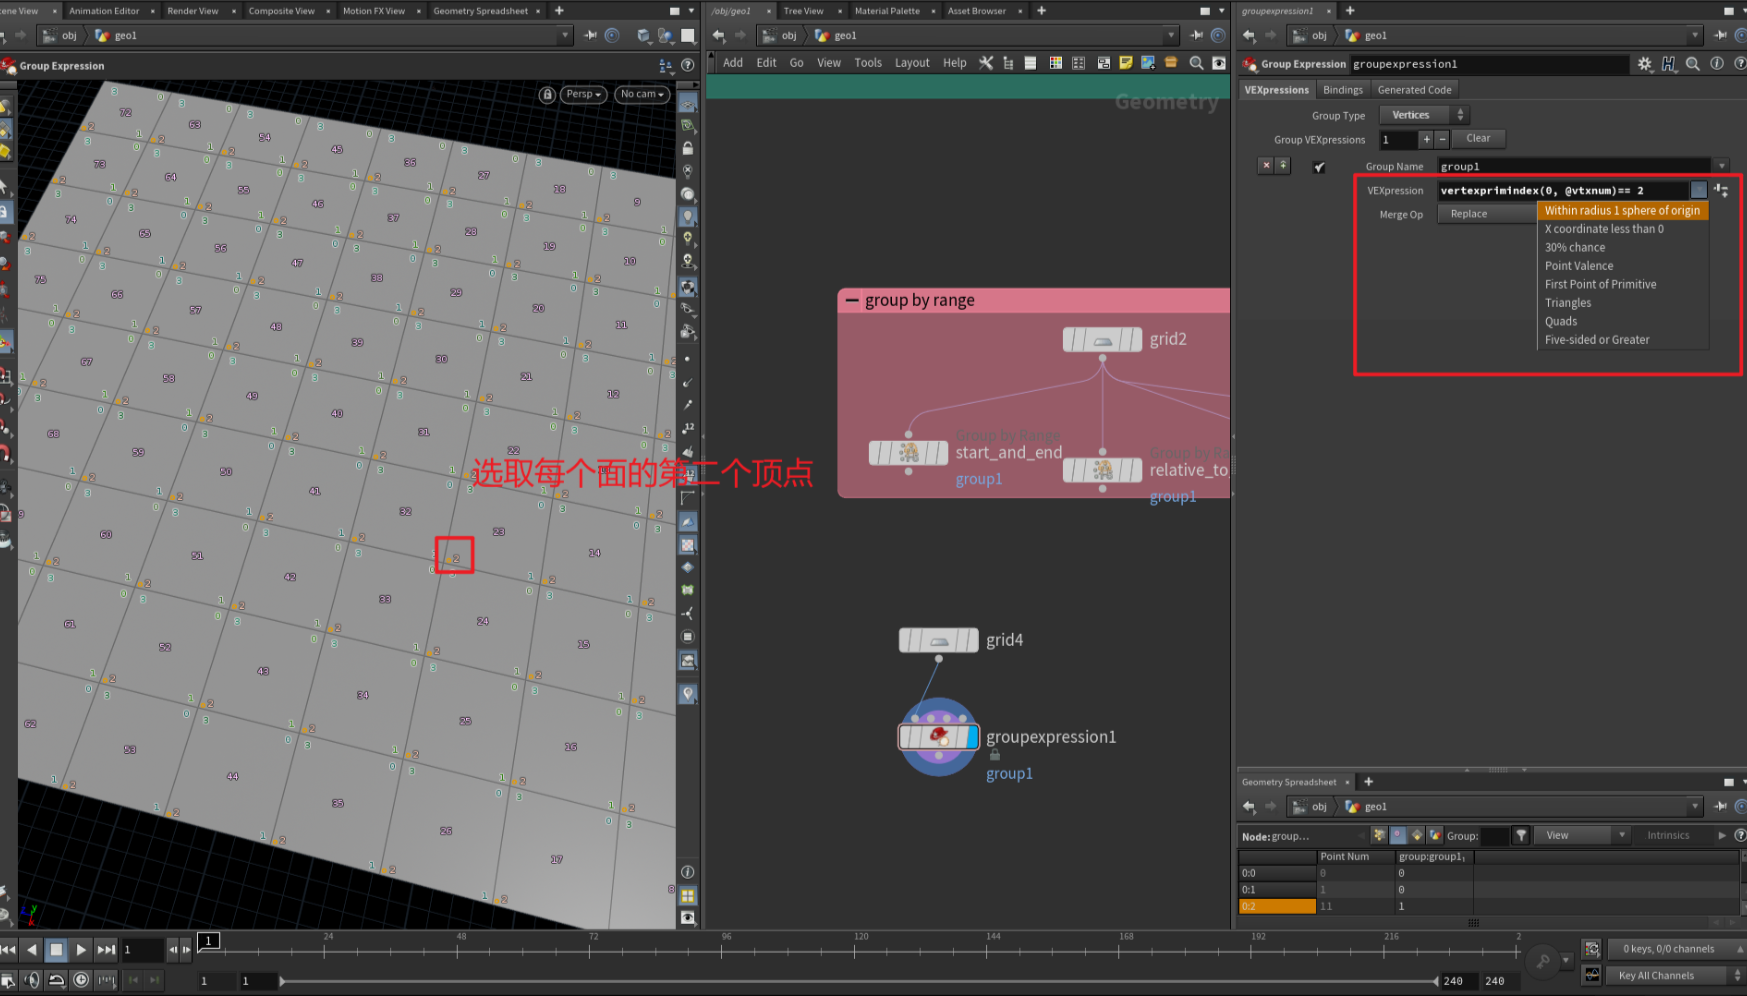 cene View
Animation Editor
Render View
Composite View
Motion FX View
Geometry Spreadsheet
obj
geo1
Group Expression
Persp
No cam
选取每个面的第二个顶点
/obj/geo1
Tree View
Material Palette
Asset Browser
obj
geo1
Add
Edit
Go
View
Tools
Layout
Help
Geometry
group by range
grid2
Group by Range
start_and_end
group1
Group by Ra
relative_to_
group1
grid4
groupexpression1
group1
groupexpression1
obj
geo1
Group Expression
groupexpression1
VEXpressions
Bindings
Generated Code
Group Type
Vertices
Group VEXpressions
1
Clear
Group Name
group1
VEXpression
vertexprimindex(0, @vtxnum)== 2
Merge Op
Replace
Within radius 1 sphere of origin
X coordinate less than 0
30% chance
Point Valence
First Point of Primitive
Triangles
Quads
Five-sided or Greater
Geometry Spreadsheet
obj
geo1
Node: group...
Group:
View
Intrinsics
Point Num
group:group1
0:0
0
0
0:1
1
0
0:2
11
1
1
1
24
48
72
96
120
144
168
192
216
2
0 keys, 0/0 channels
1
1
240
240
Key All Channels